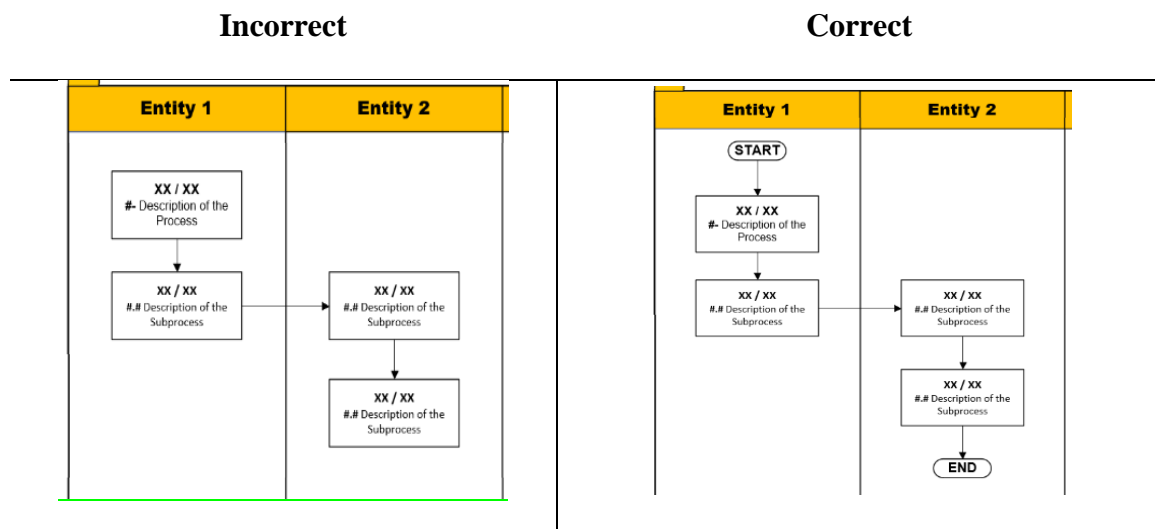 Incorrect
Correct
Entity 1
Entity 2
XX / XX
#- Description of the
Process
XX / XX
#.# Description of the
Subprocess
XX / XX
#.# Description of the
Subprocess
XX / XX
#.# Description of the
Subprocess
Entity 1
Entity 2
START
XX / XX
#- Description of the
Process
XX / XX
#.# Description of the
Subprocess
XX / XX
#.# Description of the
Subprocess
XX / XX
#.# Description of the
Subprocess
END